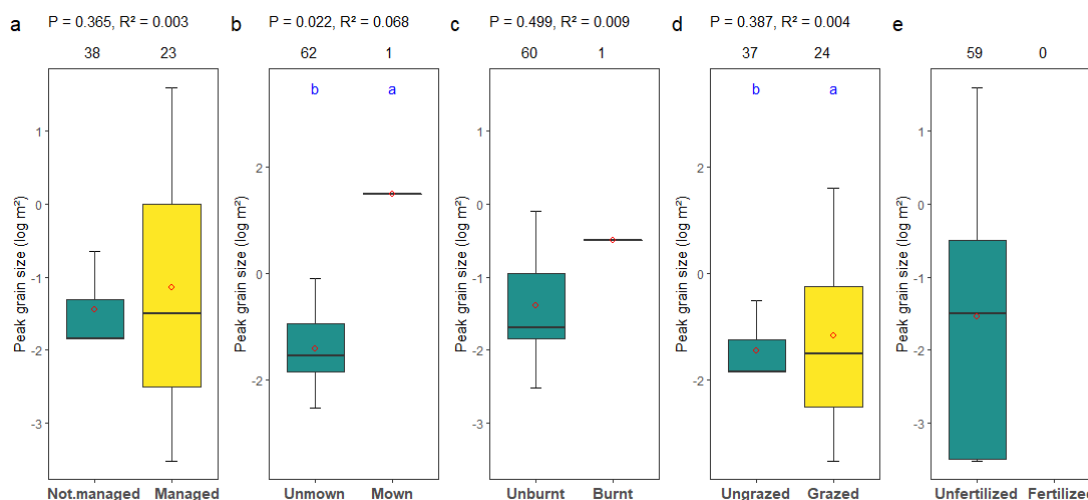 a
P = 0.365, R² = 0.003
38 23
Peak grain size (log m²)
1
0
-1
-2
-3
Not.managed Managed
b
P = 0.022, R² = 0.068
62 1
b a
Peak grain size (log m²)
2
0
-2
Unmown Mown
c
P = 0.499, R² = 0.009
60 1
Peak grain size (log m²)
1
0
-1
-2
-3
Unburnt Burnt
d
P = 0.387, R² = 0.004
37 24
b a
Peak grain size (log m²)
2
0
-2
Ungrazed Grazed
e
59 0
Peak grain size (log m²)
1
0
-1
-2
-3
Unfertilized Fertilized